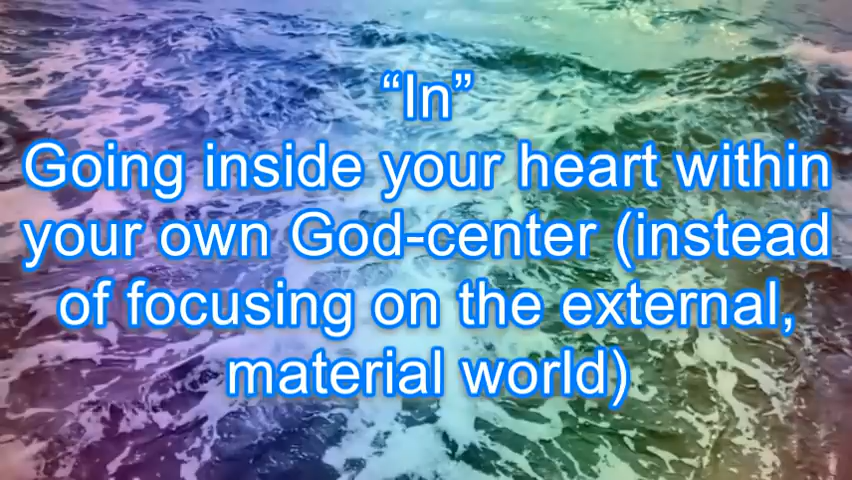 “In”
Going inside your heart within
your own God-center (instead
of focusing on the external,
material world)